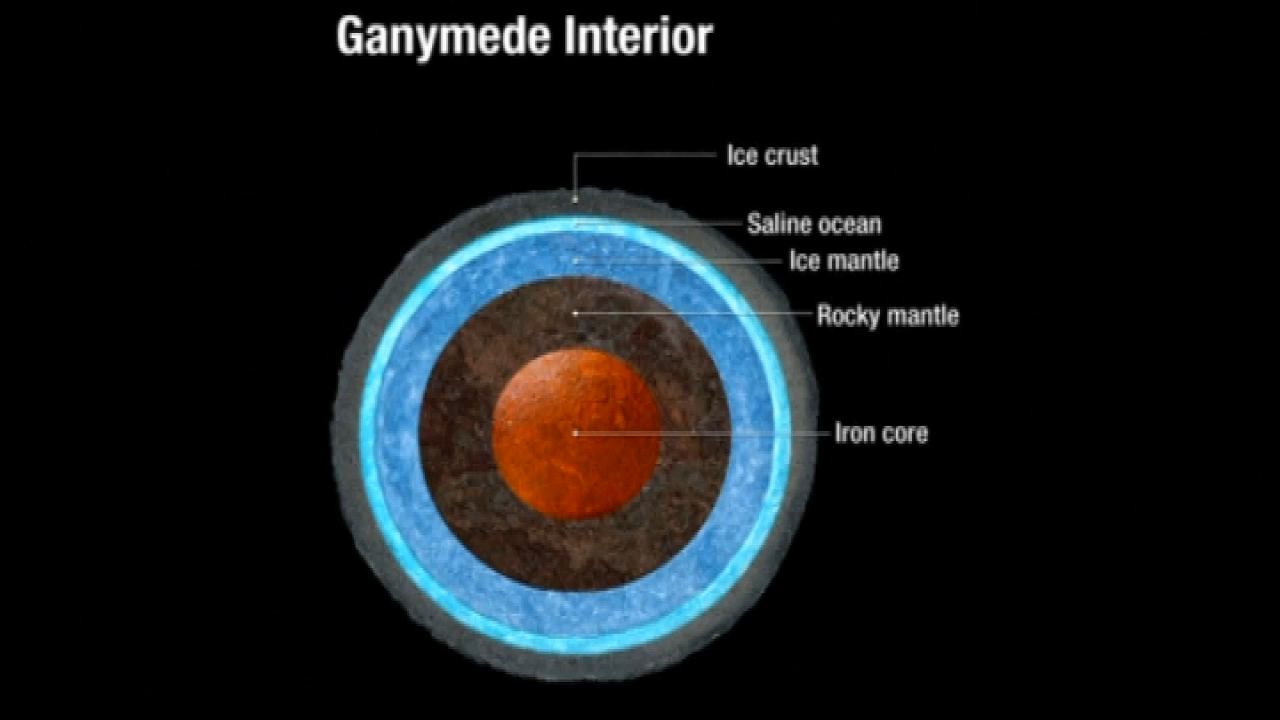 Ganymede Interior
Ice crust
Saline ocean
Ice mantle
Rocky mantle
Iron core